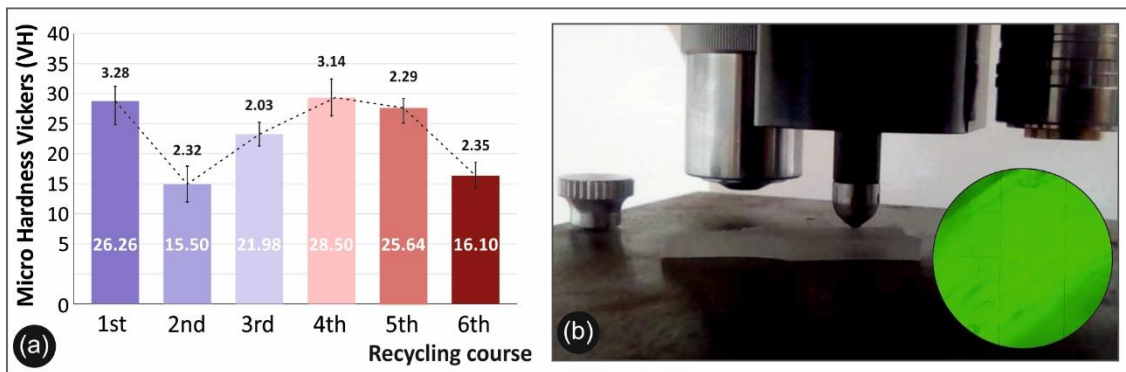 Micro Hardness Vickers (VH)
40
35
30
25
20
15
5
0
3.28
2.32
2.03
3.14
2.29
2.35
26.26
15.50
21.98
28.50
25.64
16.10
1st
2nd
3rd
4th
5th
6th
Recycling course
(a)
(b)